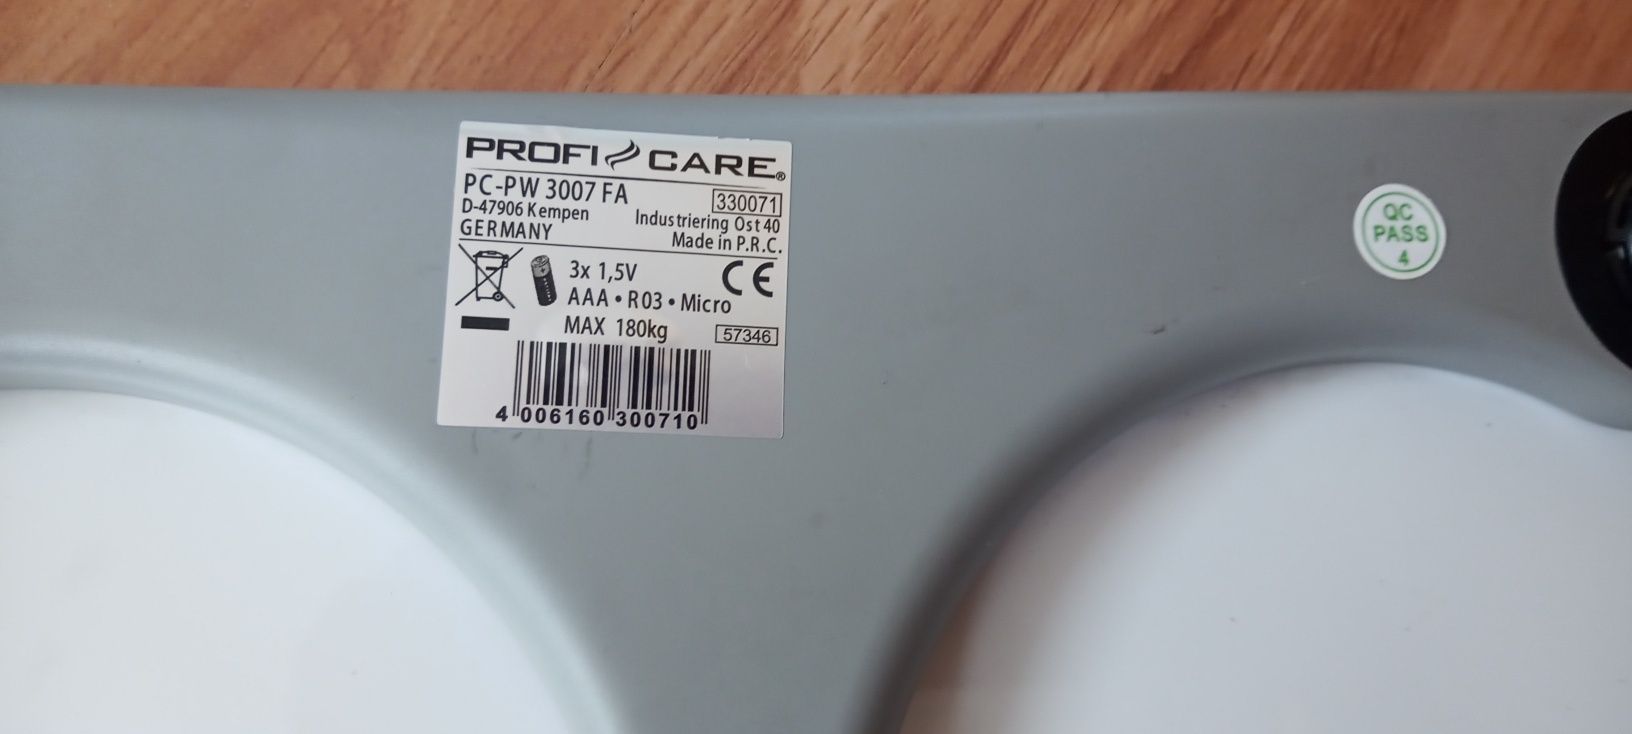 PROFI CARE®
PC-PW 3007 FA
330071
D-47906 Kempen
Industriering Ost 40
GERMANY
Made in P.R.C.
3x 1,5V
CE
AAA • R03 • Micro
MAX 180kg
57346
4 006160 300710
QC
PASS
4